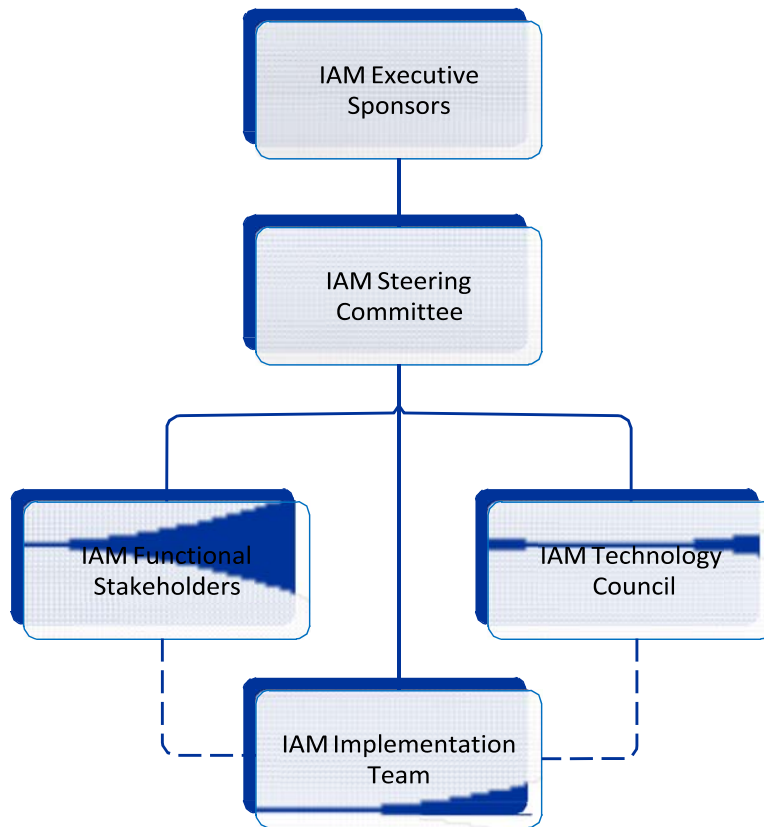 IAM Executive
Sponsors
IAM Steering
Committee
IAM Functional
Stakeholders
IAM Technology
Council
IAM Implementation
Team